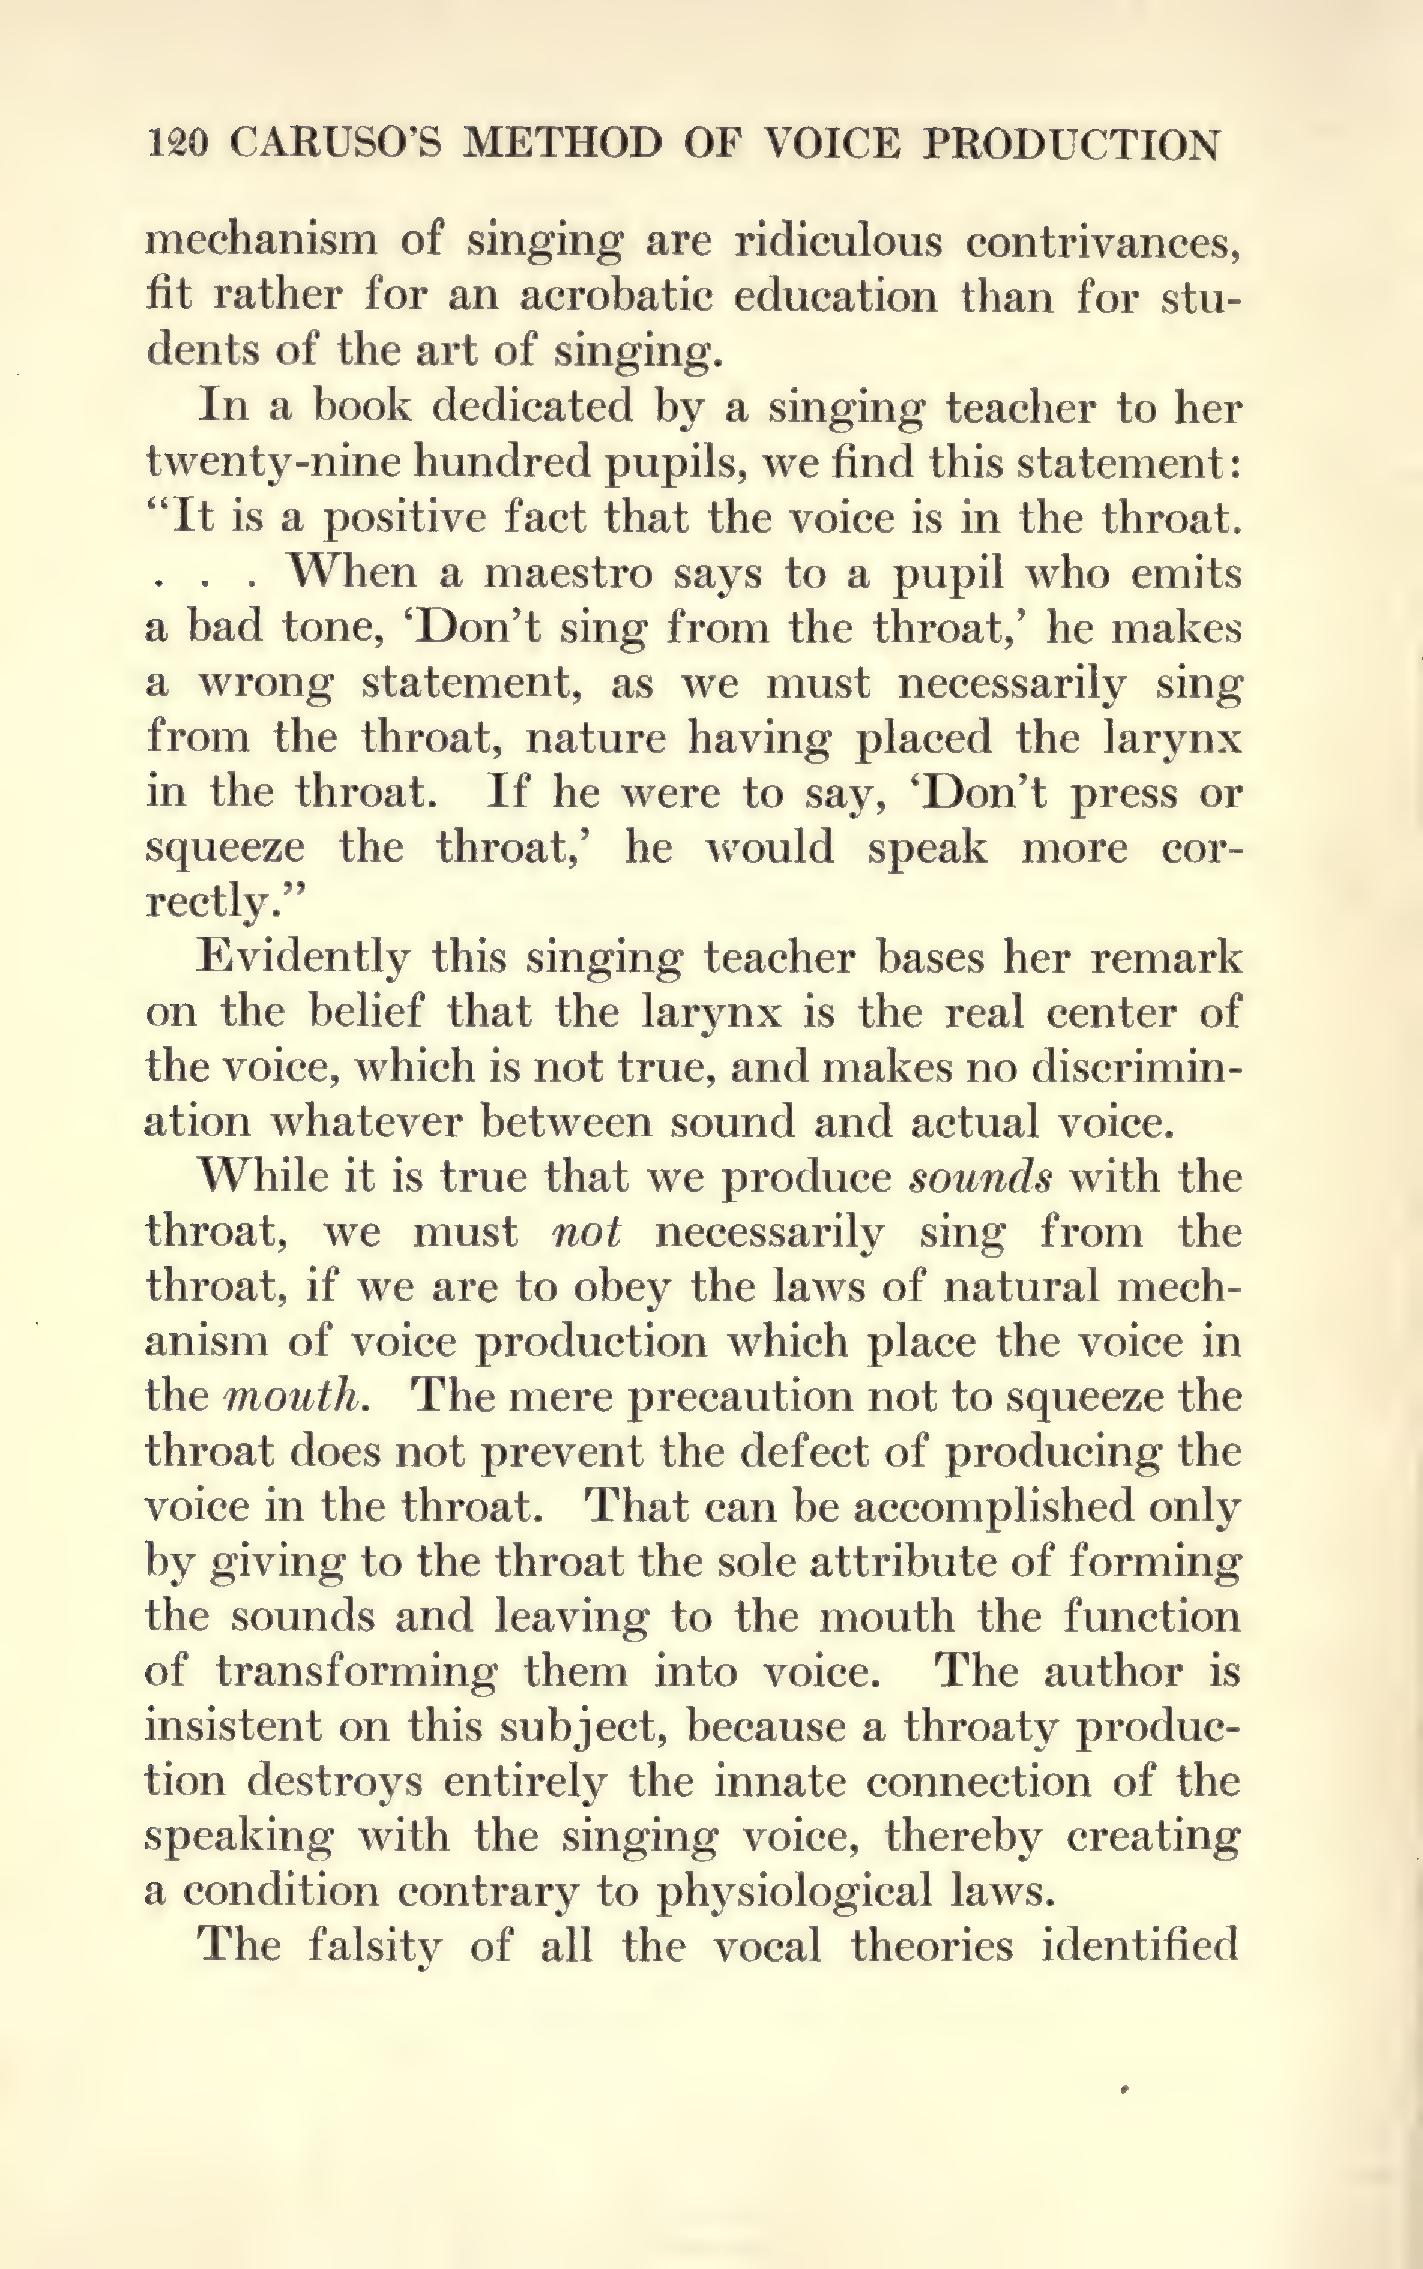 120 CARUSO'S METHOD OF VOICE PRODUCTION
mechanism of singing are ridiculous contrivances,
fit rather for an acrobatic education than for stu-
dents of the art of singing.
In a book dedicated by a singing teacher to her
twenty-nine hundred pupils, we find this statement:
“It is a positive fact that the voice is in the throat.
. . . When a maestro says to a pupil who emits
a bad tone, ‘Don’t sing from the throat,’ he makes
a wrong statement, as we must necessarily sing
from the throat, nature having placed the larynx
in the throat. If he were to say, ‘Don’t press or
squeeze the throat,’ he would speak more cor-
rectly.”
Evidently this singing teacher bases her remark
on the belief that the larynx is the real center of
the voice, which is not true, and makes no discrimin-
ation whatever between sound and actual voice.
While it is true that we produce sounds with the
throat, we must not necessarily sing from the
throat, if we are to obey the laws of natural mech-
anism of voice production which place the voice in
the mouth. The mere precaution not to squeeze the
throat does not prevent the defect of producing the
voice in the throat. That can be accomplished only
by giving to the throat the sole attribute of forming
the sounds and leaving to the mouth the function
of transforming them into voice. The author is
insistent on this subject, because a throaty produc-
tion destroys entirely the innate connection of the
speaking with the singing voice, thereby creating
a condition contrary to physiological laws.
The falsity of all the vocal theories identified